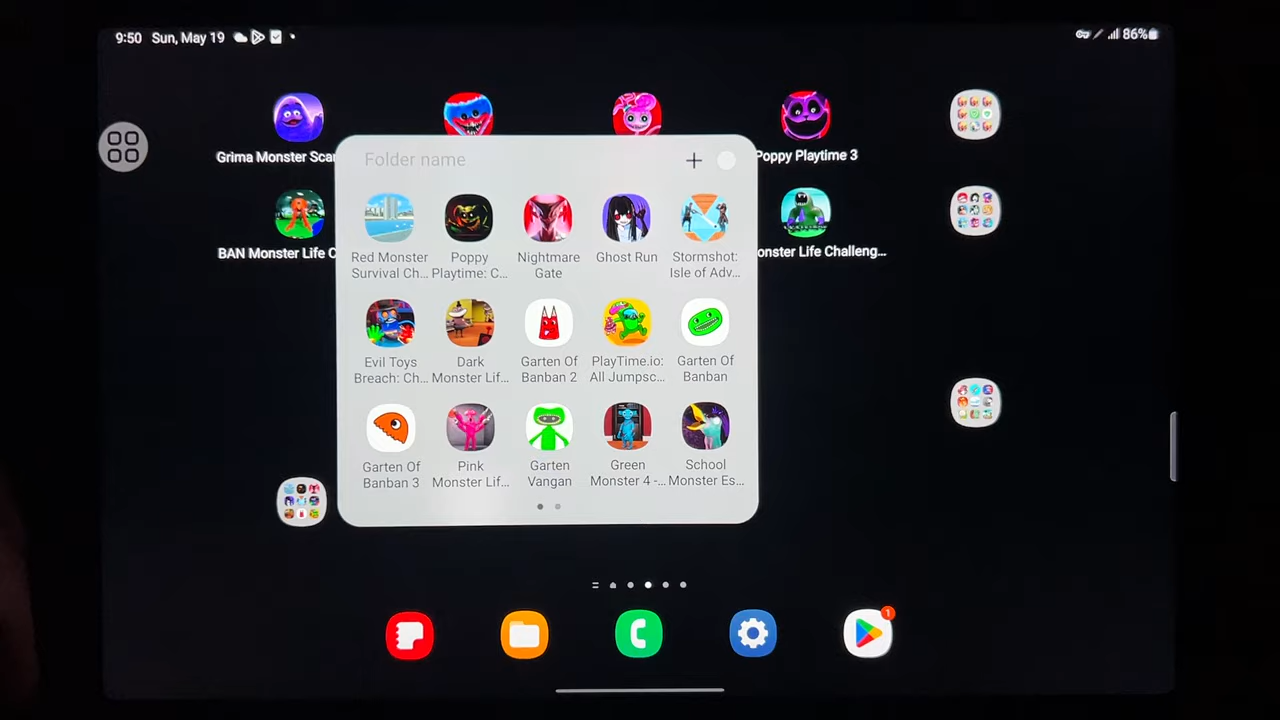 9:50 Sun, May 19
86%
Grima Monster Scar
Poppy Playtime 3
BAN Monster Life C
onster Life Challeng...
Folder name
Red Monster
Survival Ch...
Poppy
Playtime: C...
Nightmare
Gate
Ghost Run
Stormshot:
Isle of Adv...
Evil Toys
Breach: Ch...
Dark
Monster Lif...
Garten Of
Banban 2
PlayTime.io:
All Jumpsc...
Garten Of
Banban
Garten Of
Banban 3
Pink
Monster Lif...
Garten
Vangan
Green
Monster 4 -...
School
Monster Es...
1